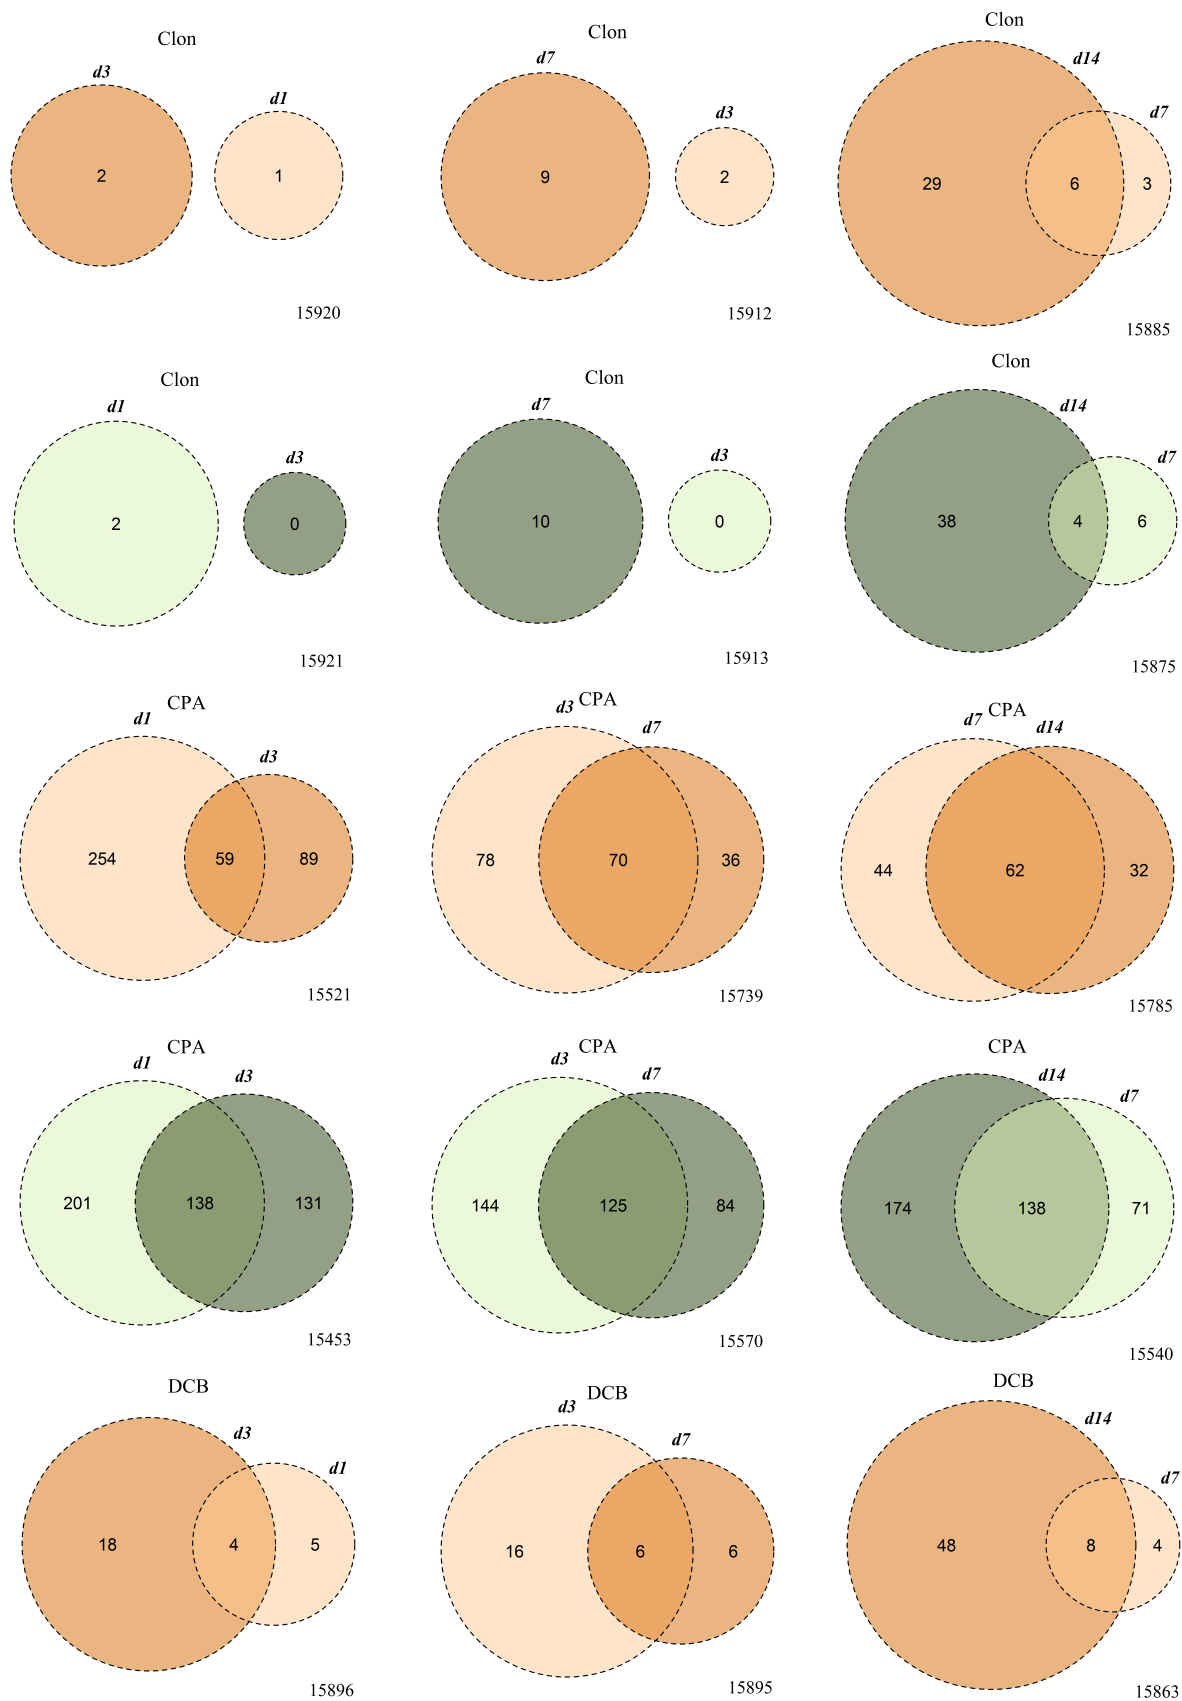 Clon
d3
d1
2
1
15920
Clon
d7
d3
9
2
15912
Clon
d14
d7
29
6
3
15885
Clon
d1
d3
2
0
15921
Clon
d7
d3
10
0
15913
Clon
d14
d7
38
4
6
15875
CPA
d1
d3
254
59
89
15521
CPA
d3
d7
78
70
36
15739
CPA
d7
d14
44
62
32
15785
CPA
d1
d3
201
138
131
15453
CPA
d3
d7
144
125
84
15570
CPA
d14
d7
174
138
71
15540
DCB
d3
d1
18
4
5
15896
DCB
d3
d7
16
6
6
15895
DCB
d14
d7
48
8
4
15863